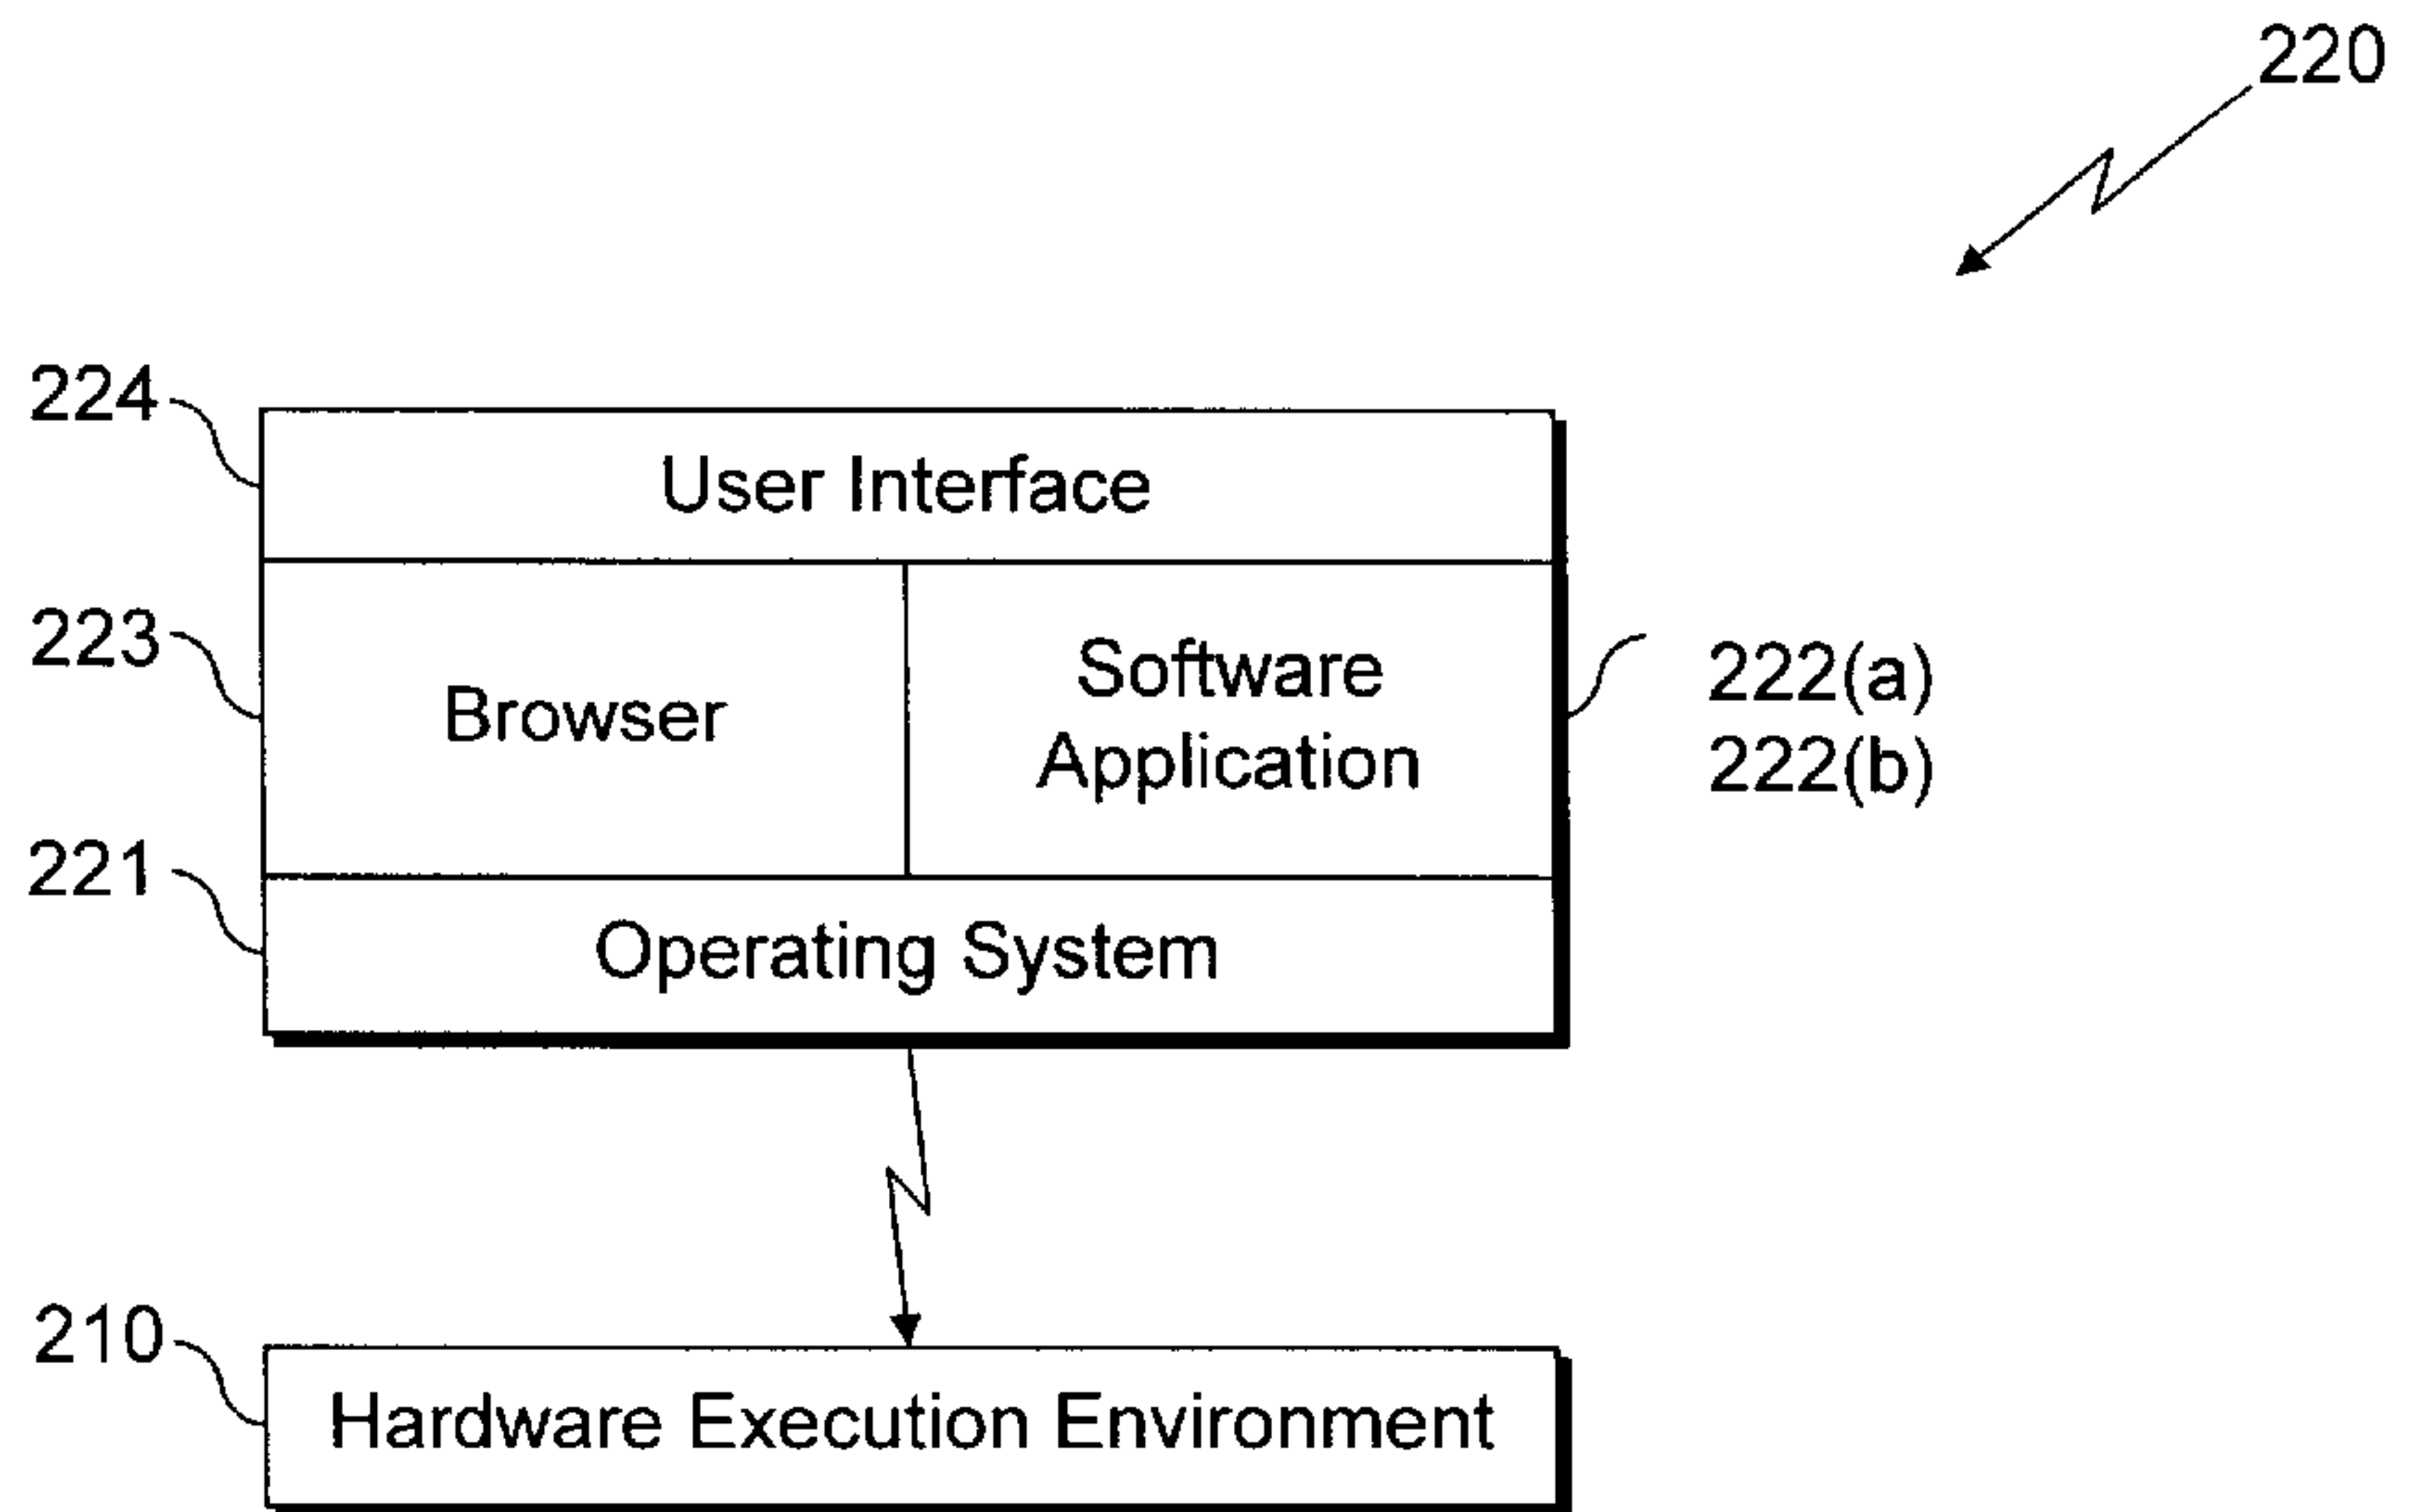 220
224
User Interface
223
Browser
Software
Application
222(a)
222(b)
221
Operating System
210
Hardware Execution Environment